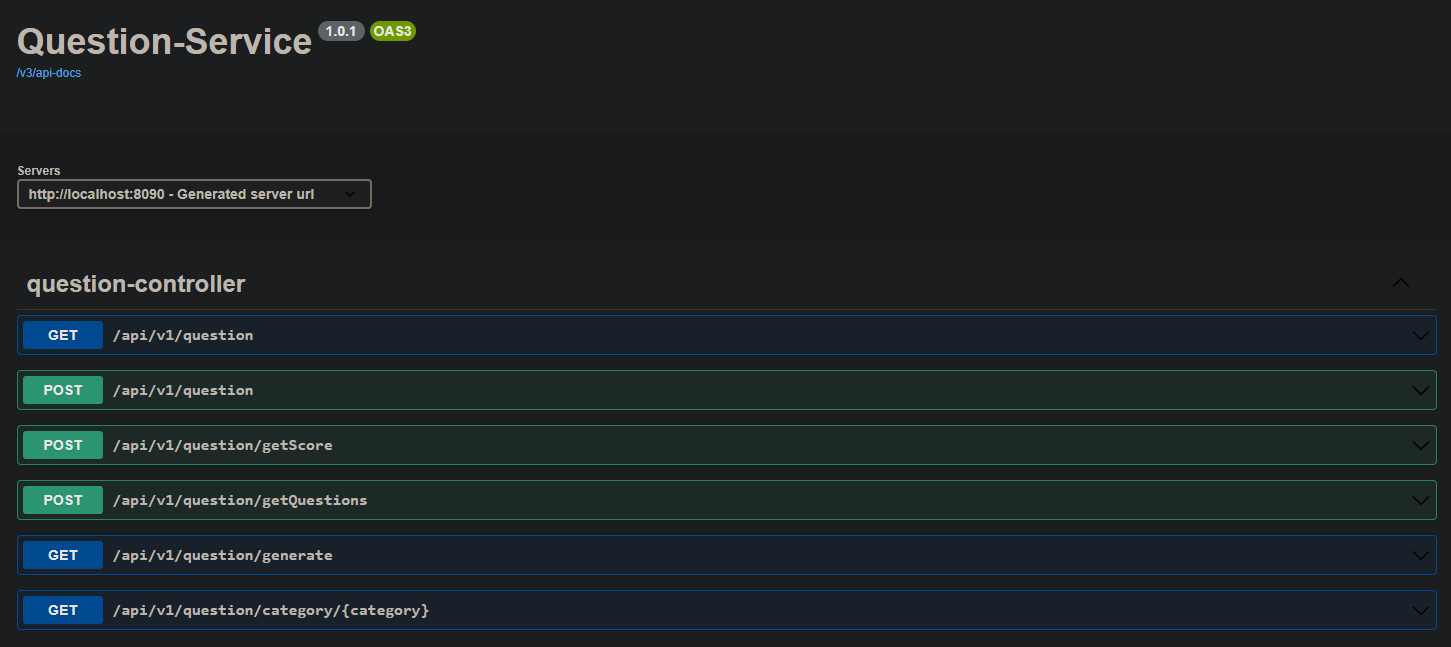 Question-Service 1.0.1 OAS3
/v3/api-docs
Servers
http://localhost:8090 - Generated server url
question-controller
GET /api/v1/question
POST /api/v1/question
POST /api/v1/question/getScore
POST /api/v1/question/getQuestions
GET /api/v1/question/generate
GET /api/v1/question/category/{category}